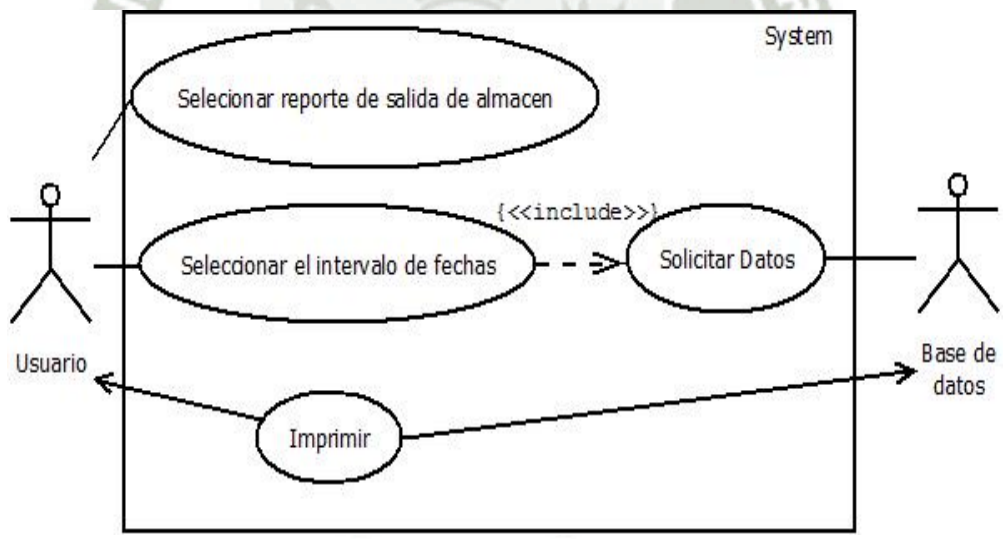 System
Selecionar reporte de salida de almacen
{<<include>>}
Seleccionar el intervalo de fechas
Solicitar Datos
Usuario
Base de
datos
Imprimir